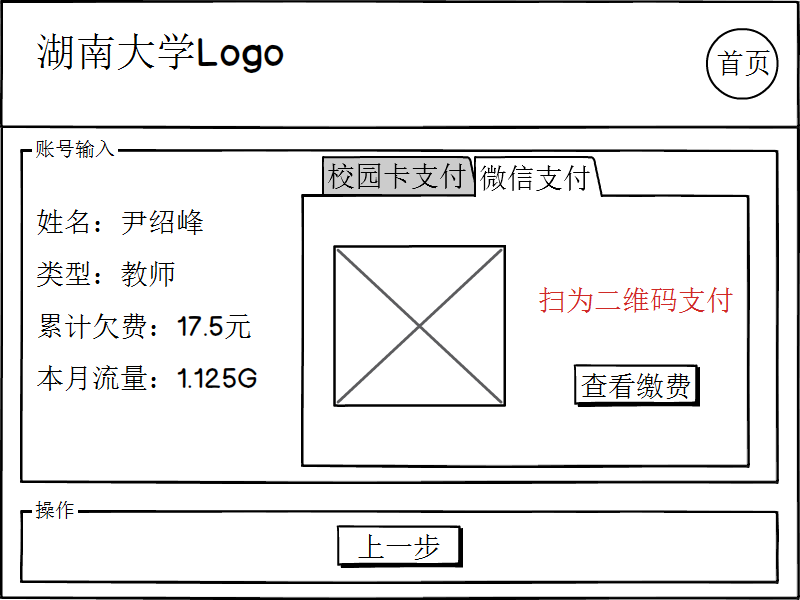 湖南大学Logo
首页
账号输入
校园卡支付
微信支付
姓名：尹绍峰
类型：教师
累计欠费：17.5元
本月流量：1.125G
扫为二维码支付
查看缴费
操作
上一步